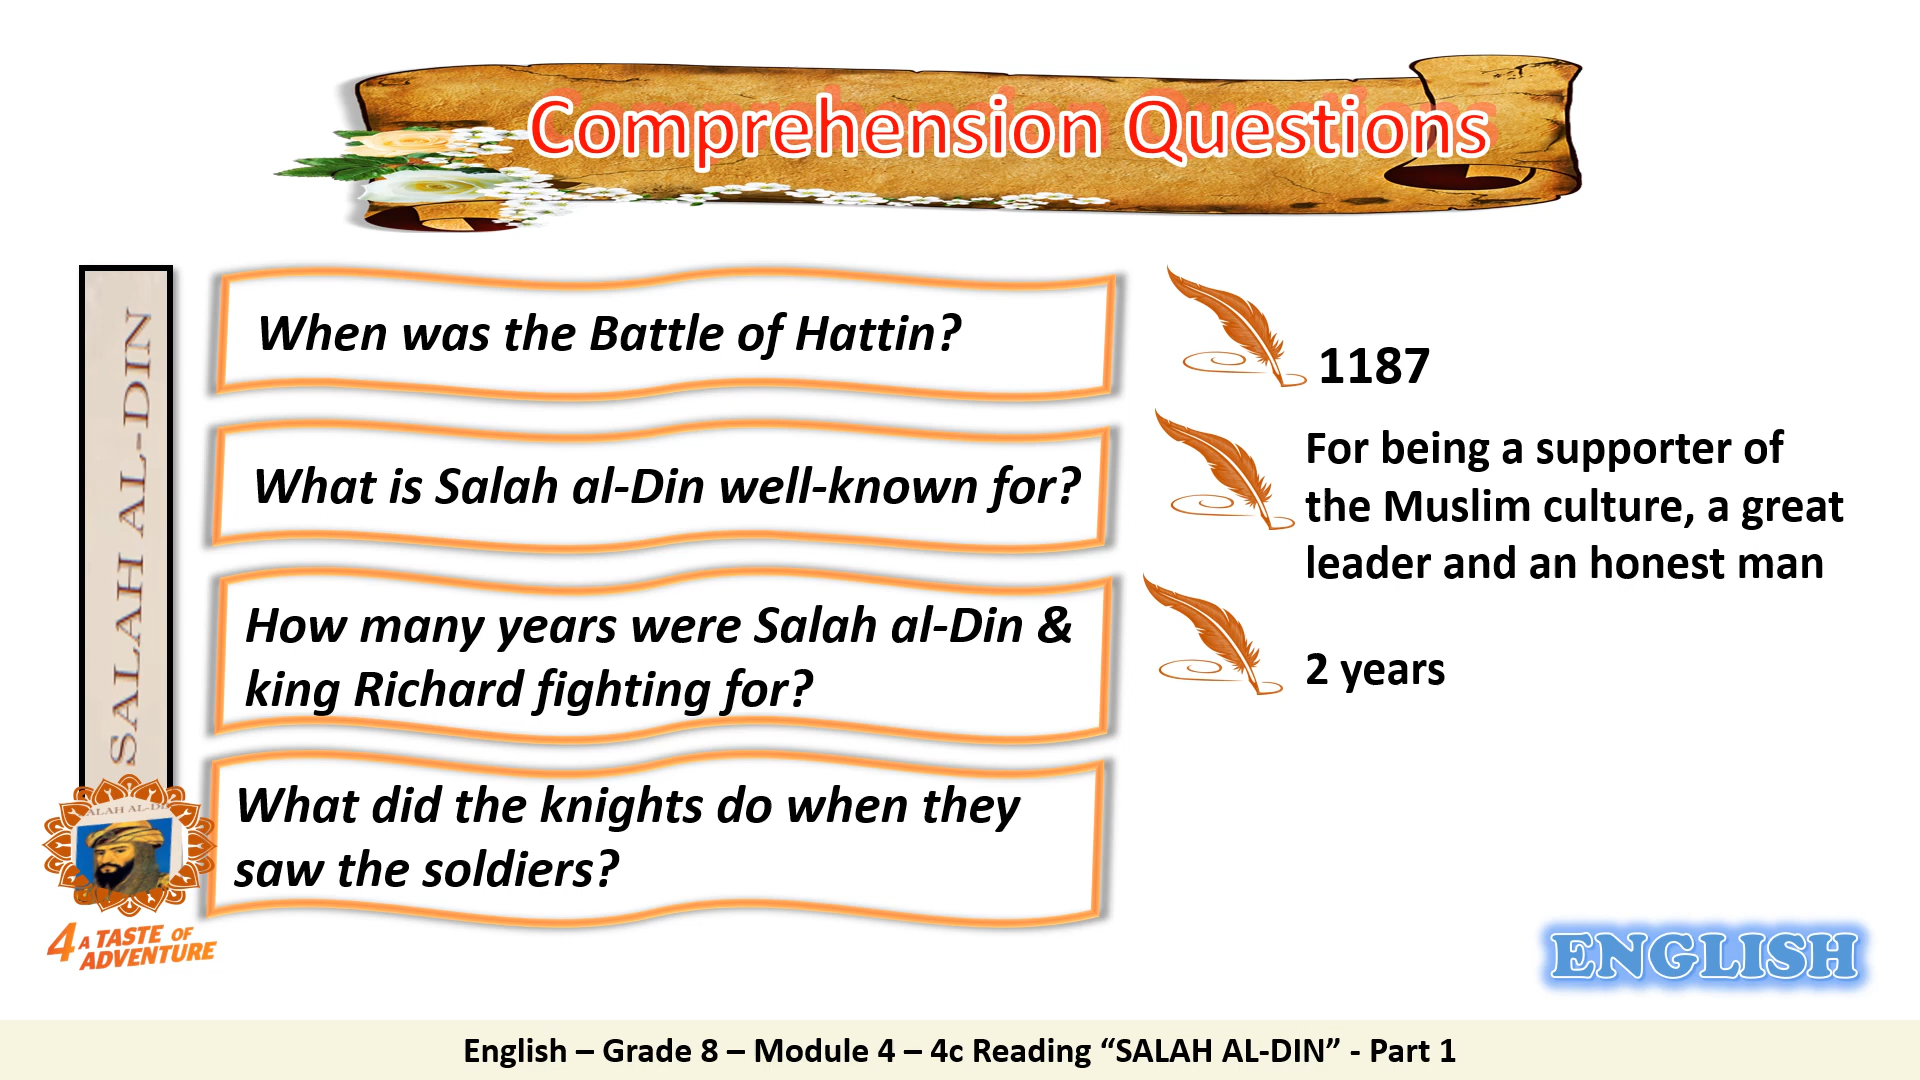 Comprehension Questions
SALAH AL-DIN
When was the Battle of Hattin?
1187
What is Salah al-Din well-known for?
For being a supporter of
the Muslim culture, a great
leader and an honest man
How many years were Salah al-Din &
king Richard fighting for?
2 years
What did the knights do when they
saw the soldiers?
ALAH AL-DI
4 A TASTE OF
ADVENTURE
ENGLISH
English – Grade 8 – Module 4 – 4c Reading “SALAH AL-DIN” - Part 1